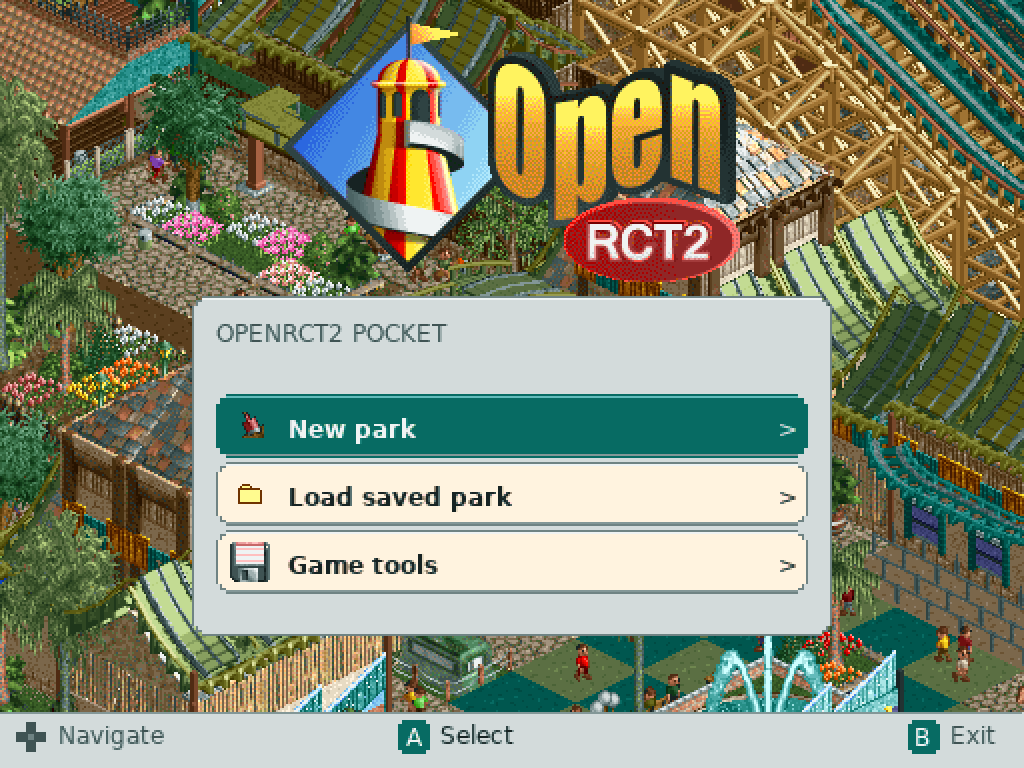 Open
RCT2
OPENRCT2 POCKET
New park >
Load saved park >
Game tools >
Navigate
A Select
B Exit